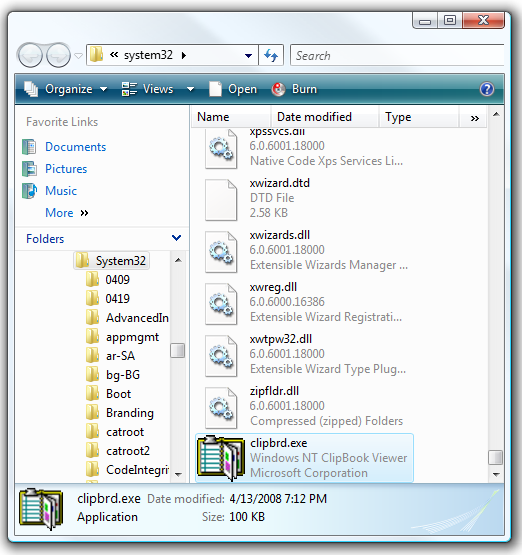 « system32
Search
Organize Views Open Burn
Favorite Links
Documents
Pictures
Music
More »
Folders
System32
0409
0419
AdvancedIn
appmgmt
ar-SA
bg-BG
Boot
Branding
catroot
catroot2
CodeIntegrit
Name Date modified Type »
xpssvcs.dll
6.0.6001.18000
Native Code Xps Services Li...
xwizard.dtd
DTD File
2.58 KB
xwizards.dll
6.0.6001.18000
Extensible Wizards Manager ...
xwreg.dll
6.0.6000.16386
Extensible Wizard Registrati...
xwtpw32.dll
6.0.6001.18000
Extensible Wizard Type Plug...
zipfldr.dll
6.0.6001.18000
Compressed (zipped) Folders
clipbrd.exe
Windows NT ClipBook Viewer
Microsoft Corporation
clipbrd.exe Date modified: 4/13/2008 7:12 PM
Application Size: 100 KB